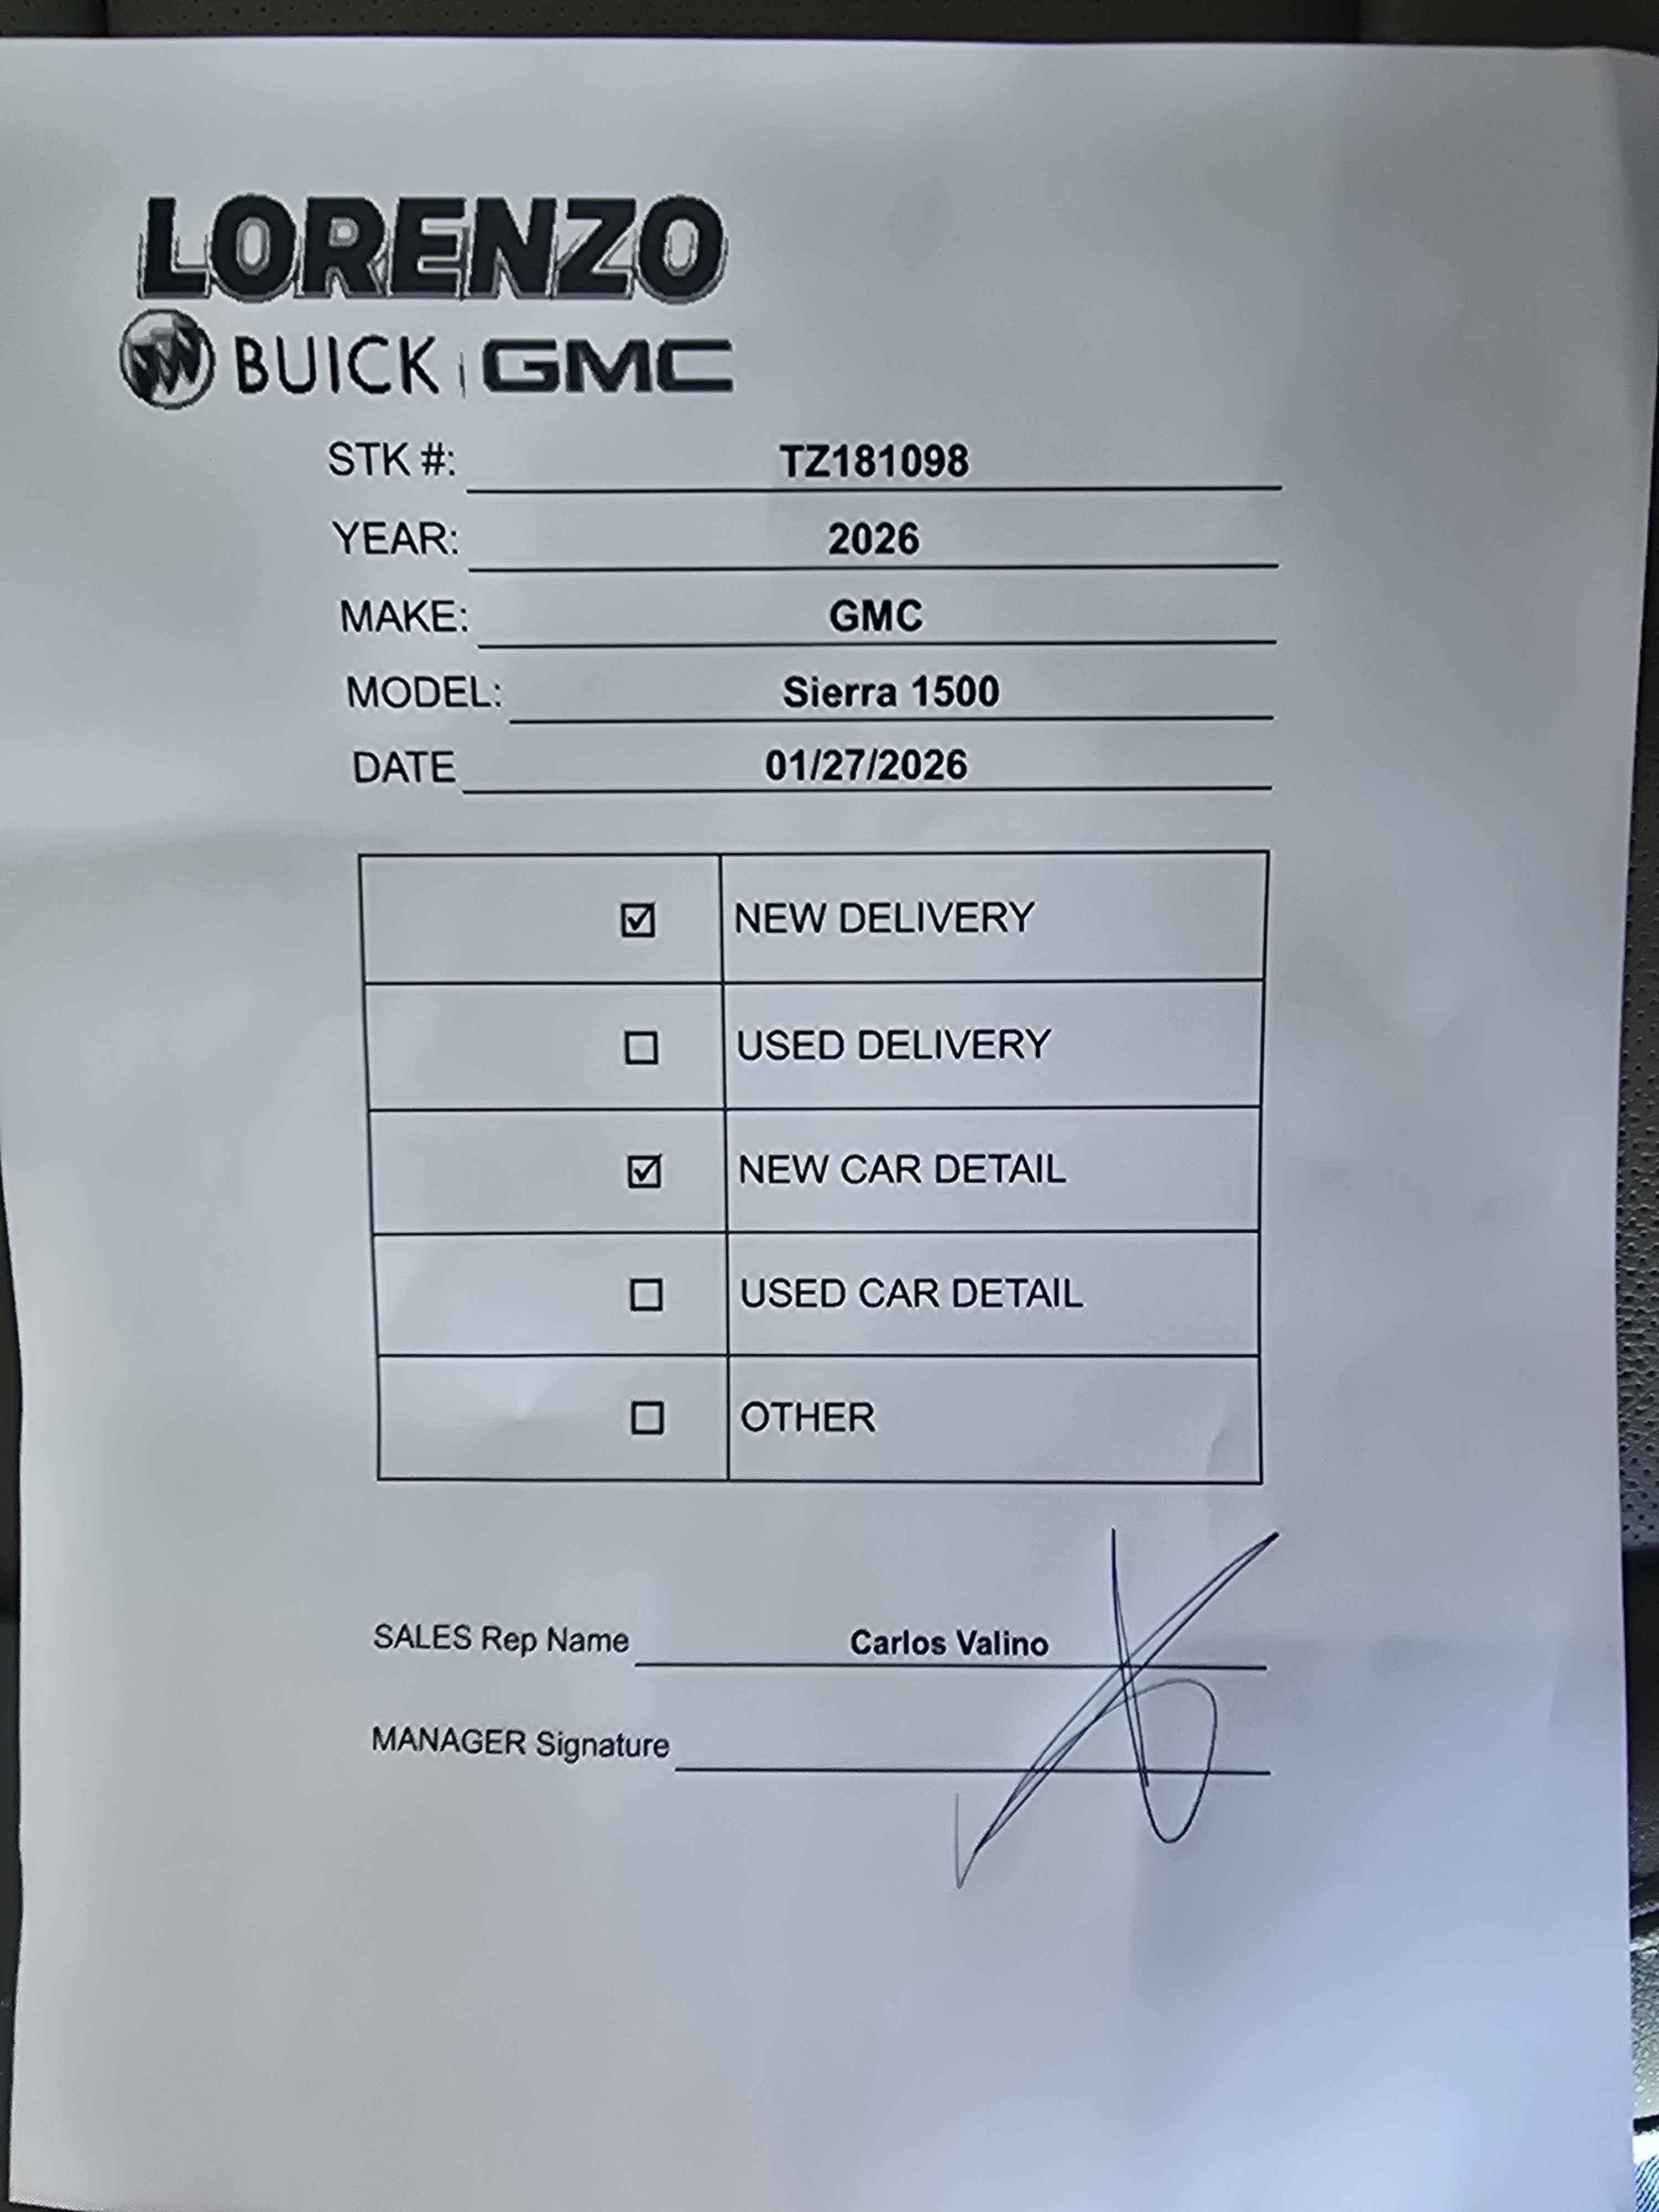 LORENZO
BUICK | GMC
STK #: TZ181098
YEAR: 2026
MAKE: GMC
MODEL: Sierra 1500
DATE 01/27/2026
☑ NEW DELIVERY
☐ USED DELIVERY
☑ NEW CAR DETAIL
☐ USED CAR DETAIL
☐ OTHER
SALES Rep Name Carlos Valino
MANAGER Signature